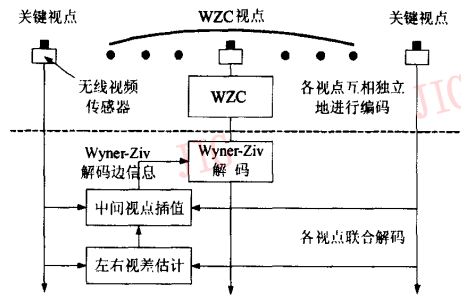 关键视点
WZC视点
关键视点
无线视频
传感器
WZC
各视点互相独立
地进行编码
Wyner-Ziv
解码边信息
Wyner-Ziv
解 码
中间视点插值
各视点联合解码
左右视差估计
JIG
JIG